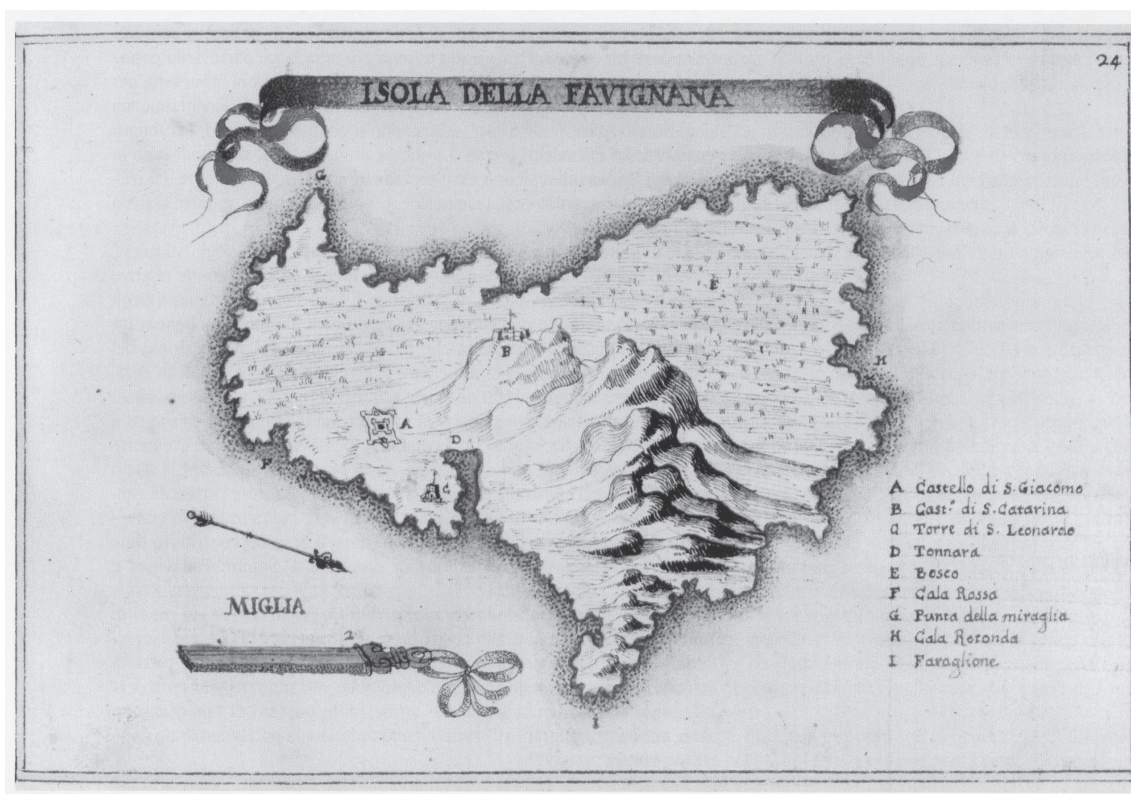 24
ISOLA DELLA FAVIGNANA
G
E
B
H
A
D
C
F
A Castello di S. Giacomo
B Cast.º di S. Catarina
C Torre di S. Leonardo
D Tonnara
E Bosco
F Cala Rossa
G Punta della miraglia
H Cala Rotonda
I Faraglione
MIGLIA
2
I